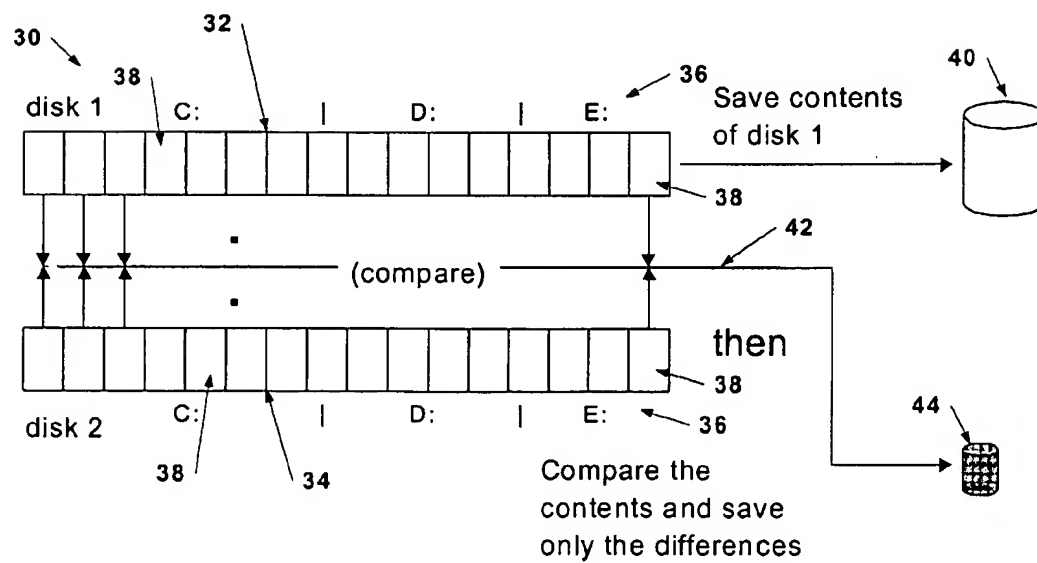 30
38
32
36
40
disk 1
C: | D: | E:
Save contents
of disk 1
38
42
(compare)
then
38
disk 2
C: | D: | E:
36
44
38
34
Compare the
contents and save
only the differences